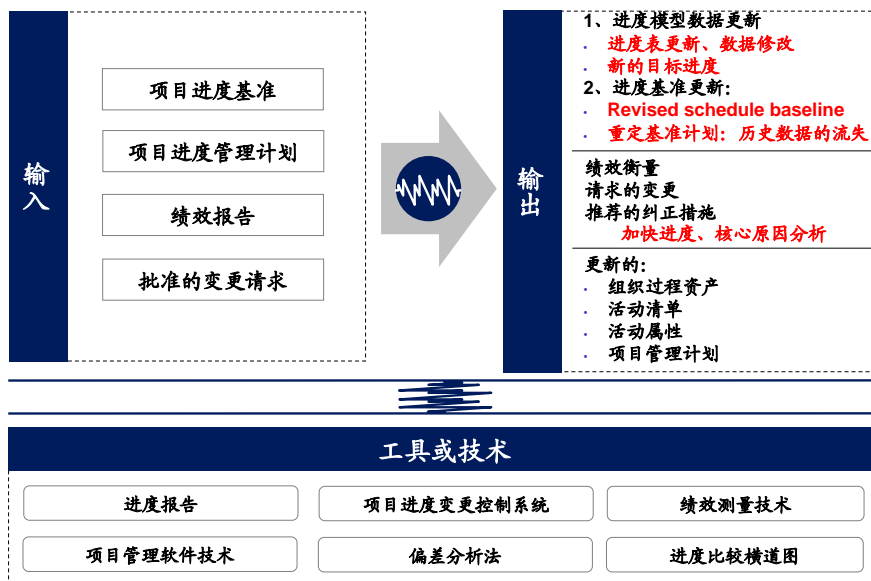 输入
项目进度基准
项目进度管理计划
绩效报告
批准的变更请求
输出
1、进度模型数据更新
· 进度表更新、数据修改
· 新的目标进度
2、进度基准更新:
· Revised schedule baseline
· 重定基准计划: 历史数据的流失
绩效衡量
请求的变更
推荐的纠正措施
加快进度、核心原因分析
更新的:
· 组织过程资产
· 活动清单
· 活动属性
· 项目管理计划
工具或技术
进度报告
项目进度变更控制系统
绩效测量技术
项目管理软件技术
偏差分析法
进度比较横道图